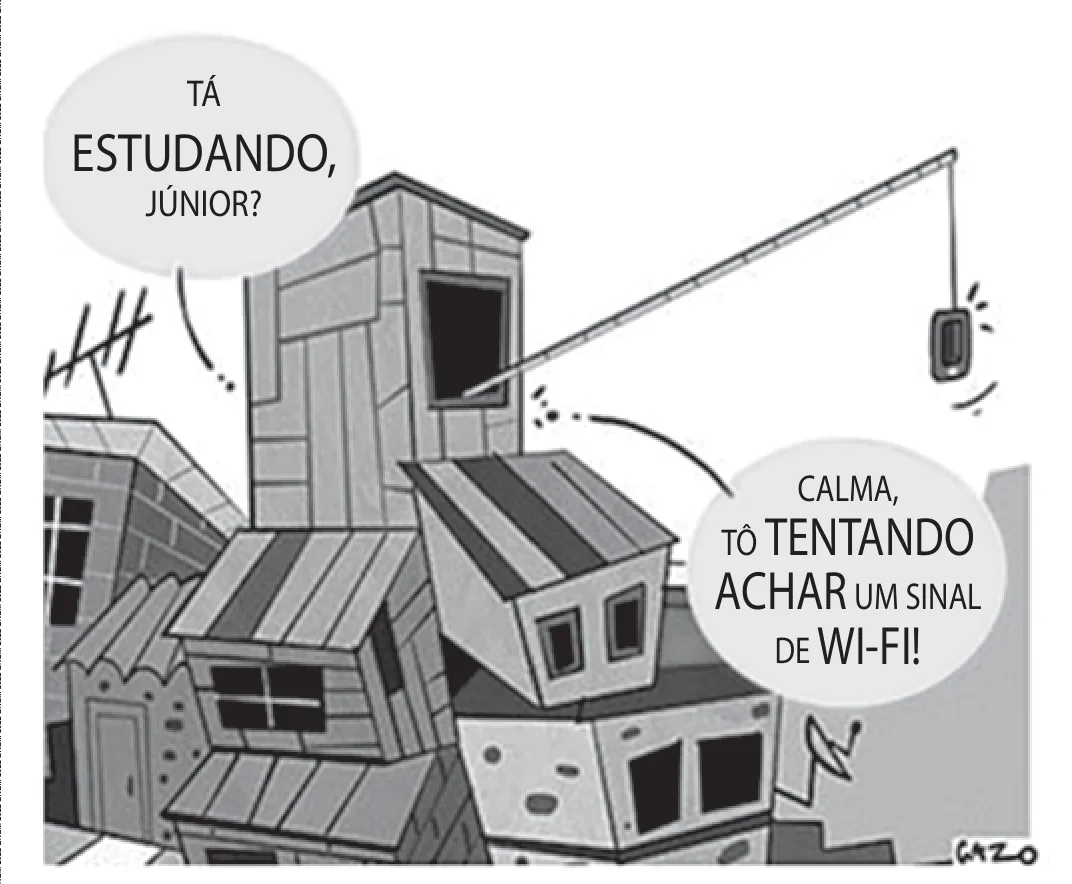 TÁ
ESTUDANDO,
JÚNIOR?
CALMA,
TÔ TENTANDO
ACHAR UM SINAL
DE WI-FI!
GAZO